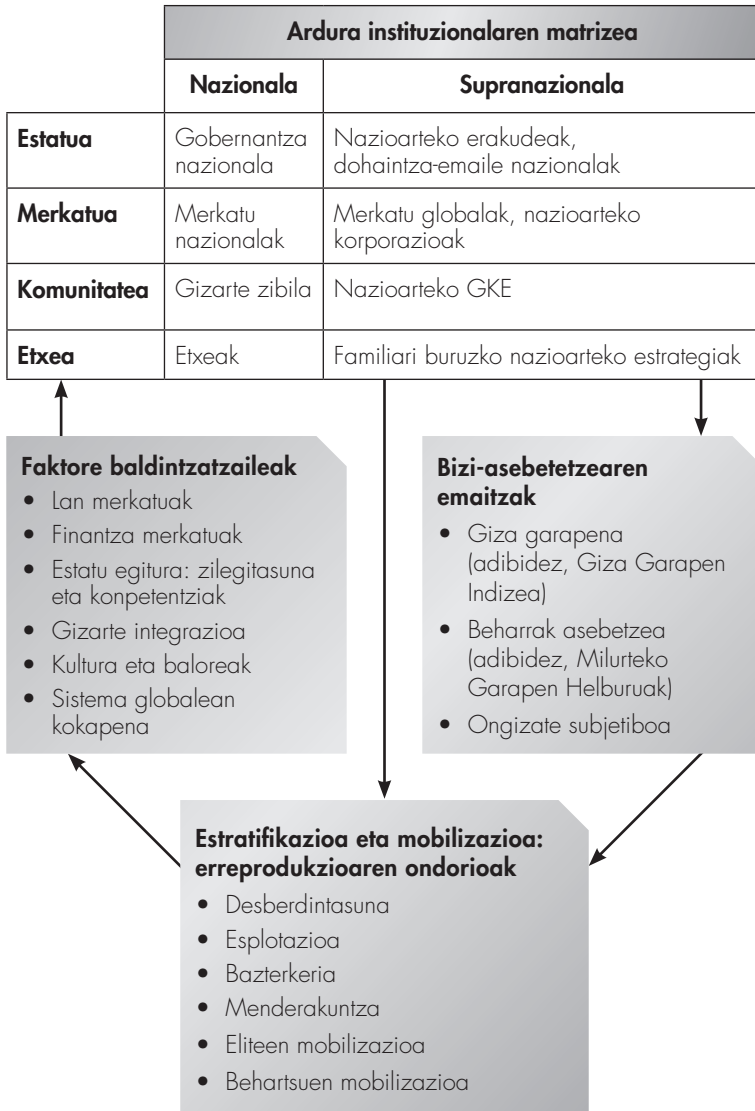 Ardura instituzionalaren matrizea
Nazionala Supranazionala
Estatua Gobernantza nazionala Nazioarteko erakudeak, dohaintza-emaile nazionalak
Merkatua Merkatu nazionalak Merkatu globalak, nazioarteko korporazioak
Komunitatea Gizarte zibila Nazioarteko GKE
Etxea Etxeak Familiari buruzko nazioarteko estrategiak
Faktore baldintzatzaileak
• Lan merkatuak
• Finantza merkatuak
• Estatu egitura: zilegitasuna
eta konpetentziak
• Gizarte integrazioa
• Kultura eta baloreak
• Sistema globalean
kokapena
Bizi-asebetetzearen
emaitzak
• Giza garapena
(adibidez, Giza Garapen
Indizea)
• Beharrak asebetzea
(adibidez, Milurteko
Garapen Helburuak)
• Ongizate subjetiboa
Estratifikazioa eta mobilizazioa:
erreprodukzioaren ondorioak
• Desberdintasuna
• Esplotazioa
• Bazterkeria
• Menderakuntza
• Eliteen mobilizazioa
• Behartsuen mobilizazioa